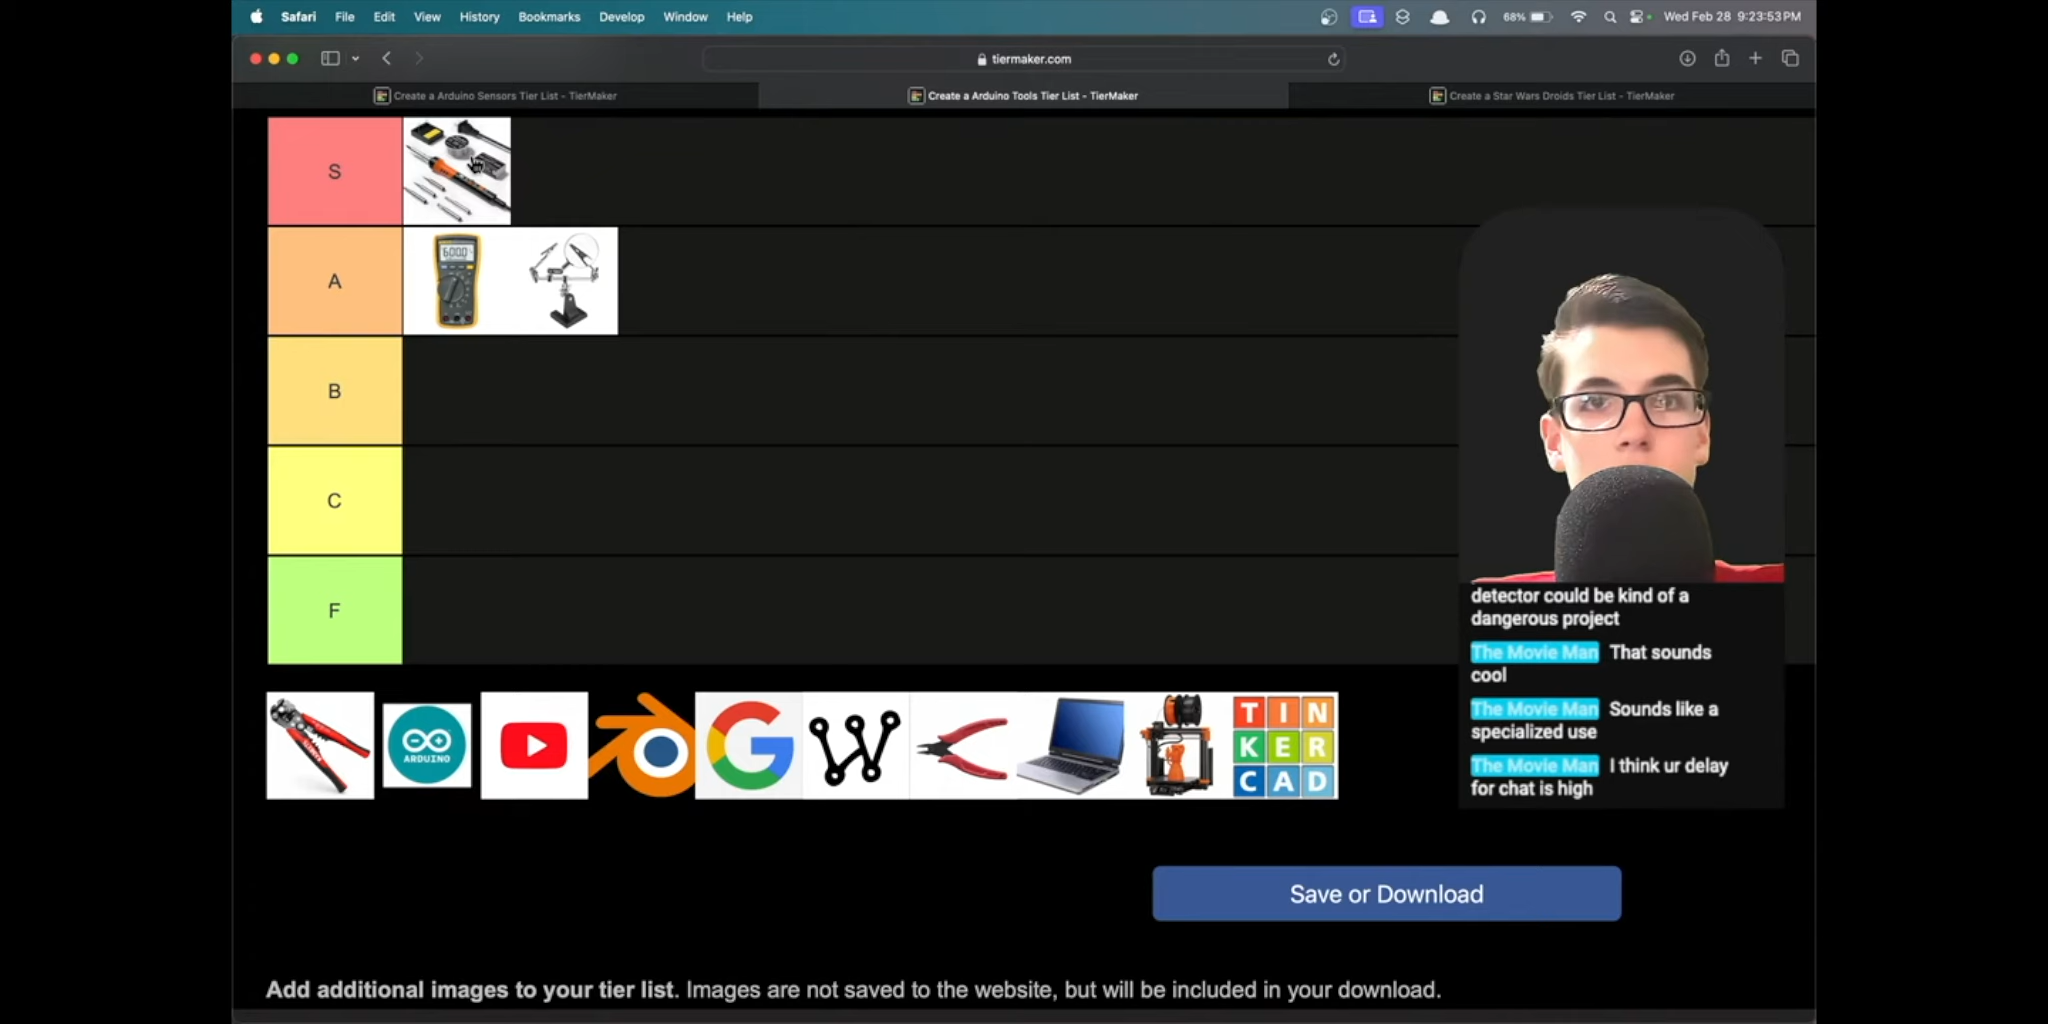 Safari File Edit View History Bookmarks Develop Window Help 68% Wed Feb 28 9:23:53 PM
tiermaker.com
Create a Arduino Sensors Tier List - TierMaker
Create a Arduino Tools Tier List - TierMaker
Create a Star Wars Droids Tier List - TierMaker
S
A
B
C
F
detector could be kind of a
dangerous project
The Movie Man That sounds
cool
The Movie Man Sounds like a
specialized use
The Movie Man I think ur delay
for chat is high
ARDUINO
G
W
TIN
KER
CAD
Save or Download
Add additional images to your tier list. Images are not saved to the website, but will be included in your download.